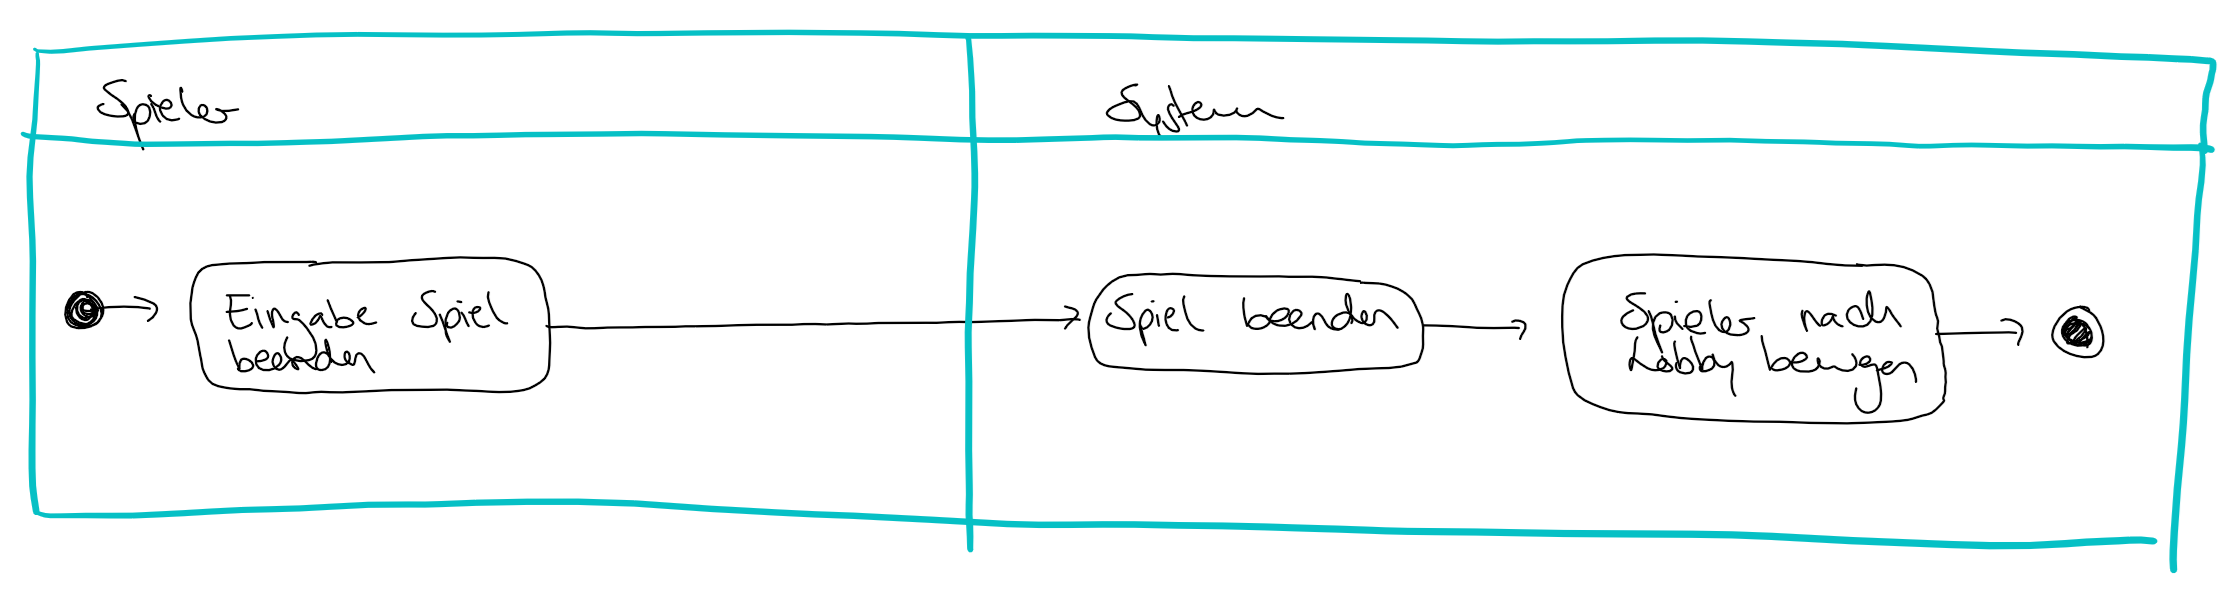 Spieler
System
Eingabe Spiel
beenden
Spiel beenden
Spieler nach
Lobby bewegen